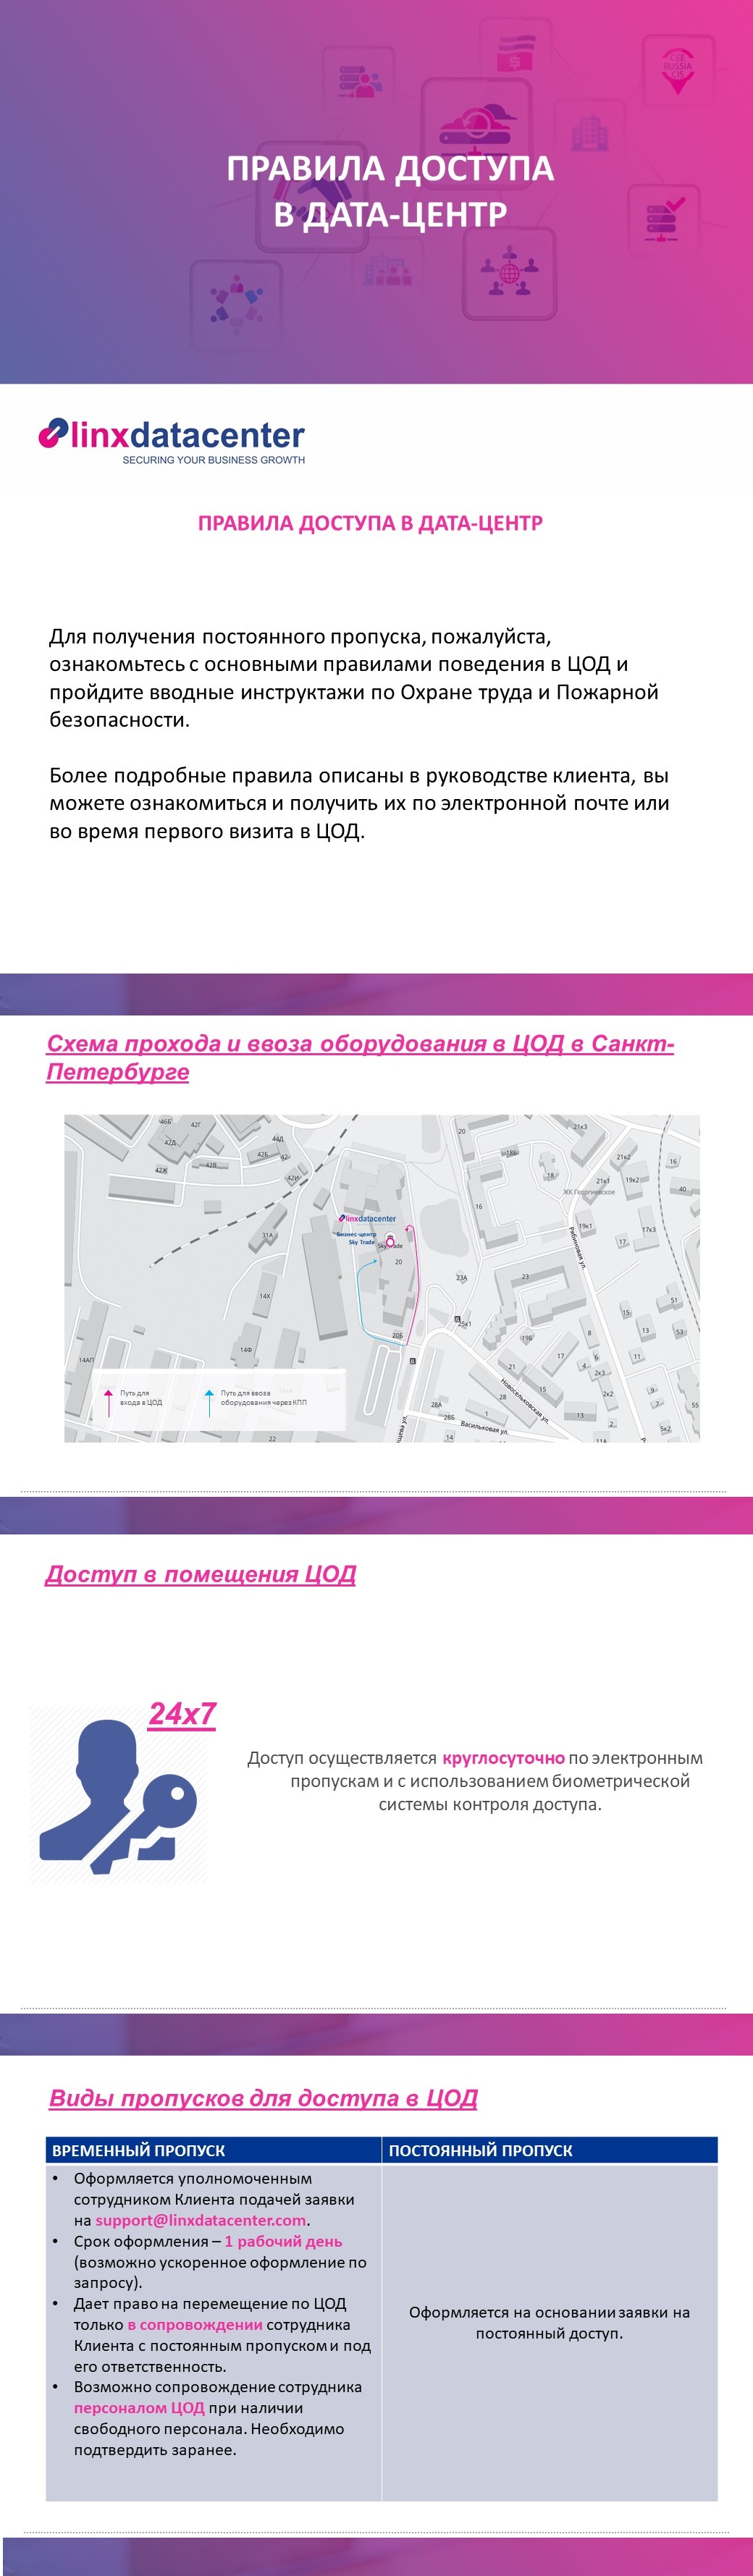 CEE
RUSSIA
CIS
ПРАВИЛА ДОСТУПА
В ДАТА-ЦЕНТР
linxdatacenter
SECURING YOUR BUSINESS GROWTH
ПРАВИЛА ДОСТУПА В ДАТА-ЦЕНТР
Для получения постоянного пропуска, пожалуйста,
ознакомьтесь с основными правилами поведения в ЦОД и
пройдите вводные инструктажи по Охране труда и Пожарной
безопасности.
Более подробные правила описаны в руководстве клиента, вы
можете ознакомиться и получить их по электронной почте или
во время первого визита в ЦОД.
Схема прохода и ввоза оборудования в ЦОД в Санкт-
Петербурге
46Б
42Г
42Д
44Д
42Б
42
42Ж
42В
42И
20
18Б
21к3
21к2
16
18
21к1
19к2
40
ЖК Георгиевское
16
linxdatacenter
Бизнес-центр
Sky Trade
20
31А
19к1
17
17к3
Рябиновая ул.
23А
23
14Х
25к1
20Б
51
15
13
53
8
19Б
14Ф
14АП
17
6
4
11
21
2к3
15
9
28
2к2
7
55
Новосельковская ул.
Путь для
входа в ЦОД
Путь для ввоза
оборудования через КПП
28А
28Б
1
13
5к2
Васильковая ул.
22
14
11А
Доступ в помещения ЦОД
24x7
Доступ осуществляется круглосуточно по электронным
пропускам и с использованием биометрической
системы контроля доступа.
Виды пропусков для доступа в ЦОД
ВРЕМЕННЫЙ ПРОПУСК
• Оформляется уполномоченным
сотрудником Клиента подачей заявки
на support@linxdatacenter.com.
• Срок оформления – 1 рабочий день
(возможно ускоренное оформление по
запросу).
• Дает право на перемещение по ЦОД
только в сопровождении сотрудника
Клиента с постоянным пропуском и под
его ответственность.
• Возможно сопровождение сотрудника
персоналом ЦОД при наличии
свободного персонала. Необходимо
подтвердить заранее.
ПОСТОЯННЫЙ ПРОПУСК
Оформляется на основании заявки на
постоянный доступ.